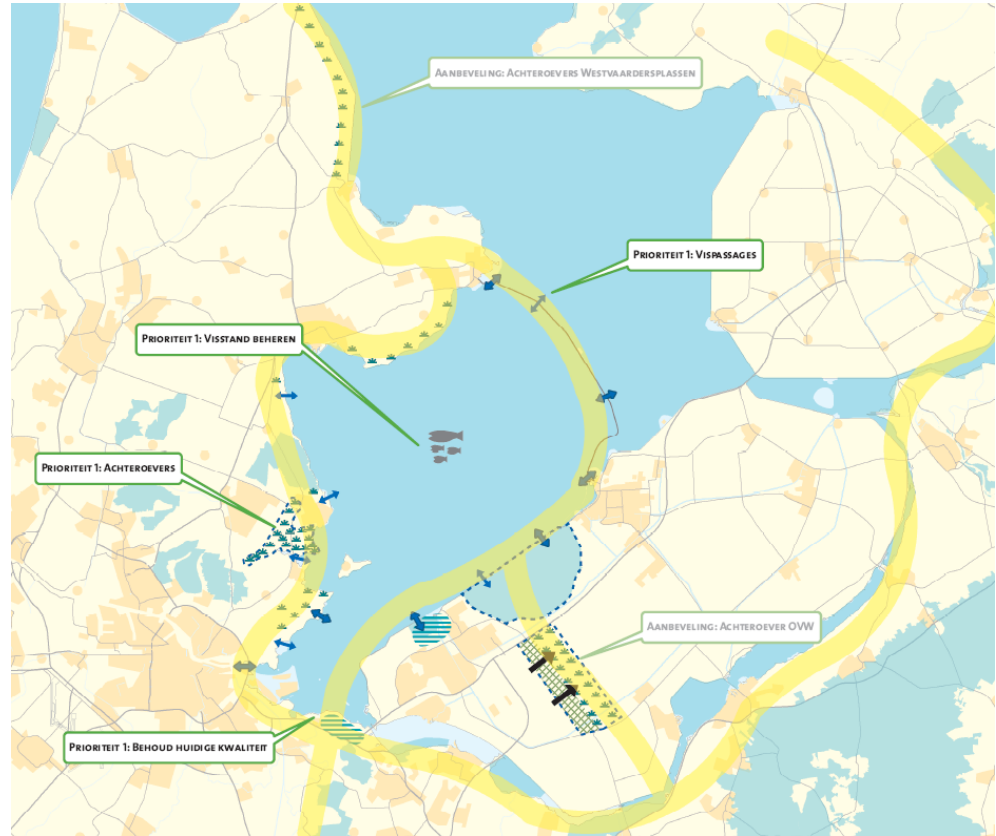 Aanbeveling: Achteroevers Westvaardersplassen
Prioriteit 1: Vispassages
Prioriteit 1: Visstand beheren
Prioriteit 1: Achteroevers
Aanbeveling: Achteroever OVW
Prioriteit 1: Behoud huidige kwaliteit